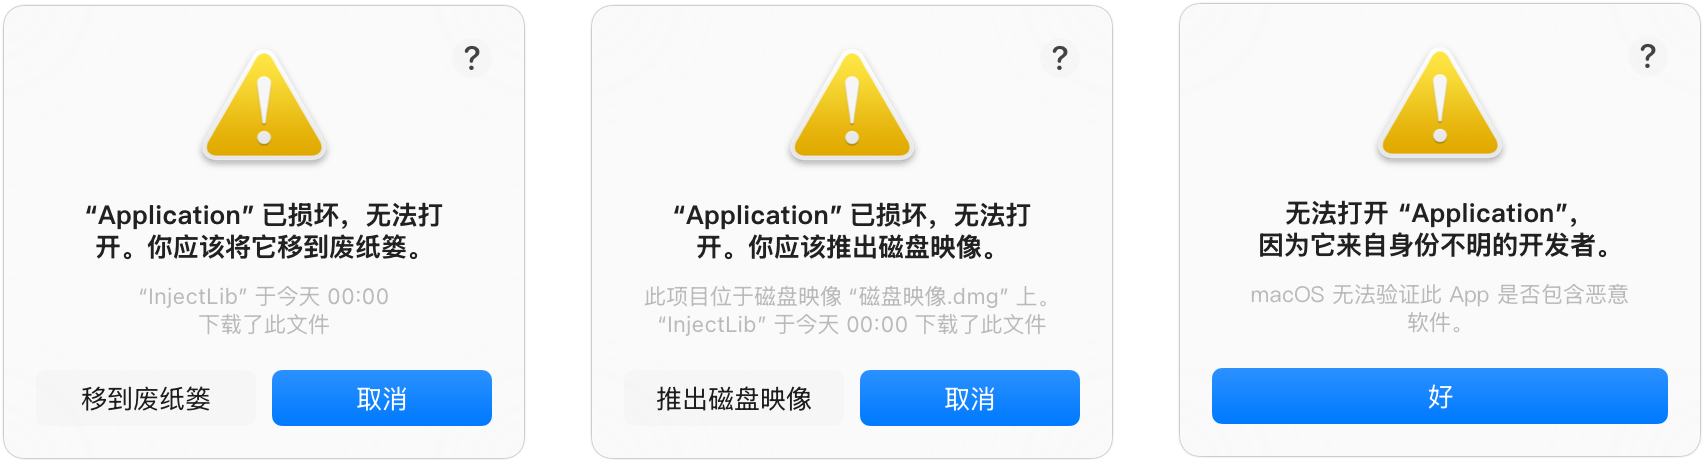 ?
“Application” 已损坏，无法打
开。你应该将它移到废纸篓。
“InjectLib” 于今天 00:00
下载了此文件
移到废纸篓
取消
?
“Application” 已损坏，无法打
开。你应该推出磁盘映像。
此项目位于磁盘映像 “磁盘映像.dmg” 上。
“InjectLib” 于今天 00:00 下载了此文件
推出磁盘映像
取消
?
无法打开 “Application”，
因为它来自身份不明的开发者。
macOS 无法验证此 App 是否包含恶意
软件。
好